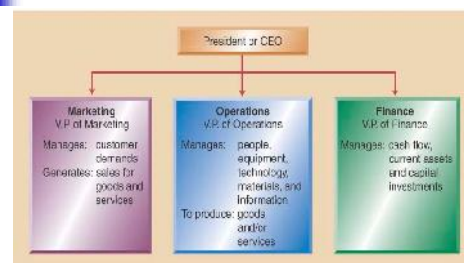 President or CEO
Marketing
V.P. of Marketing
Manages: customer
demands
Generates: sales for
goods and
services
Operations
V.P. of Operations
Manages: people,
equipment,
technology,
materials, and
information
To produce: goods
and/or
services
Finance
V.P. of Finance
Manages: cash flow,
current assets
and capital
investments